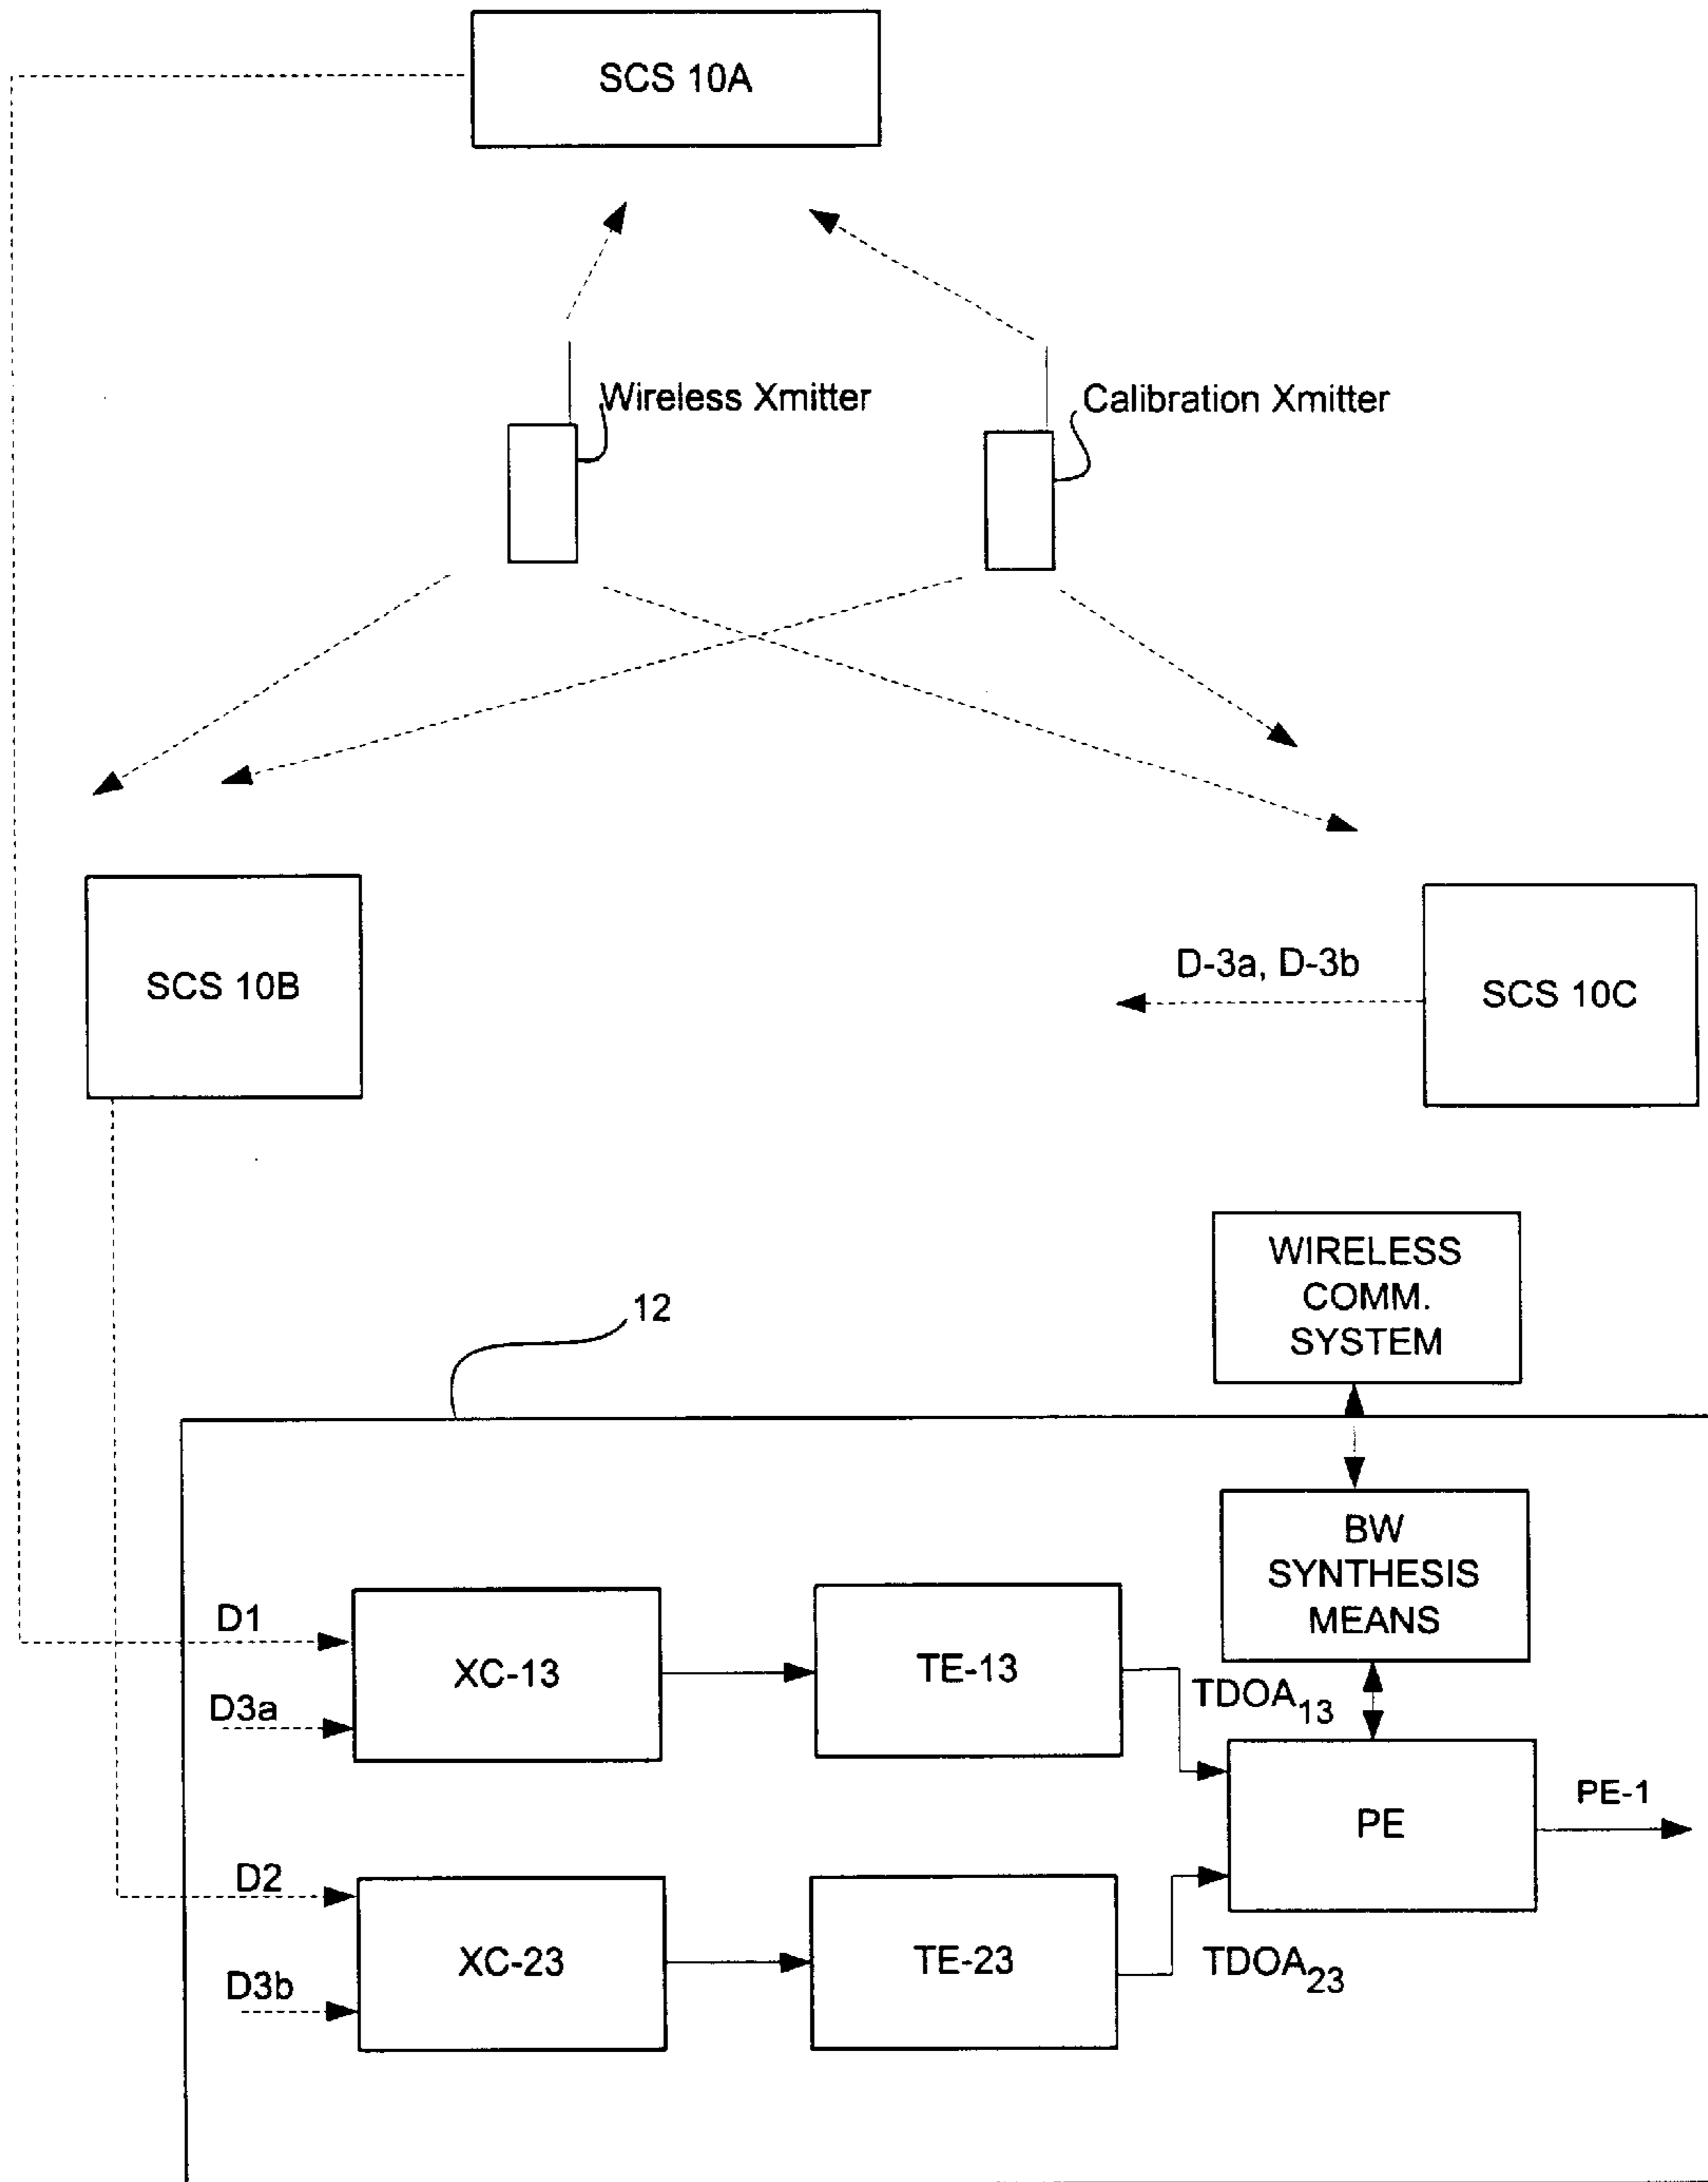 SCS 10A
Wireless Xmitter
Calibration Xmitter
SCS 10B
D-3a, D-3b
SCS 10C
WIRELESS
COMM.
SYSTEM
12
BW
SYNTHESIS
MEANS
D1
D3a
XC-13
TE-13
TDOA13
PE
PE-1
D2
D3b
XC-23
TE-23
TDOA23